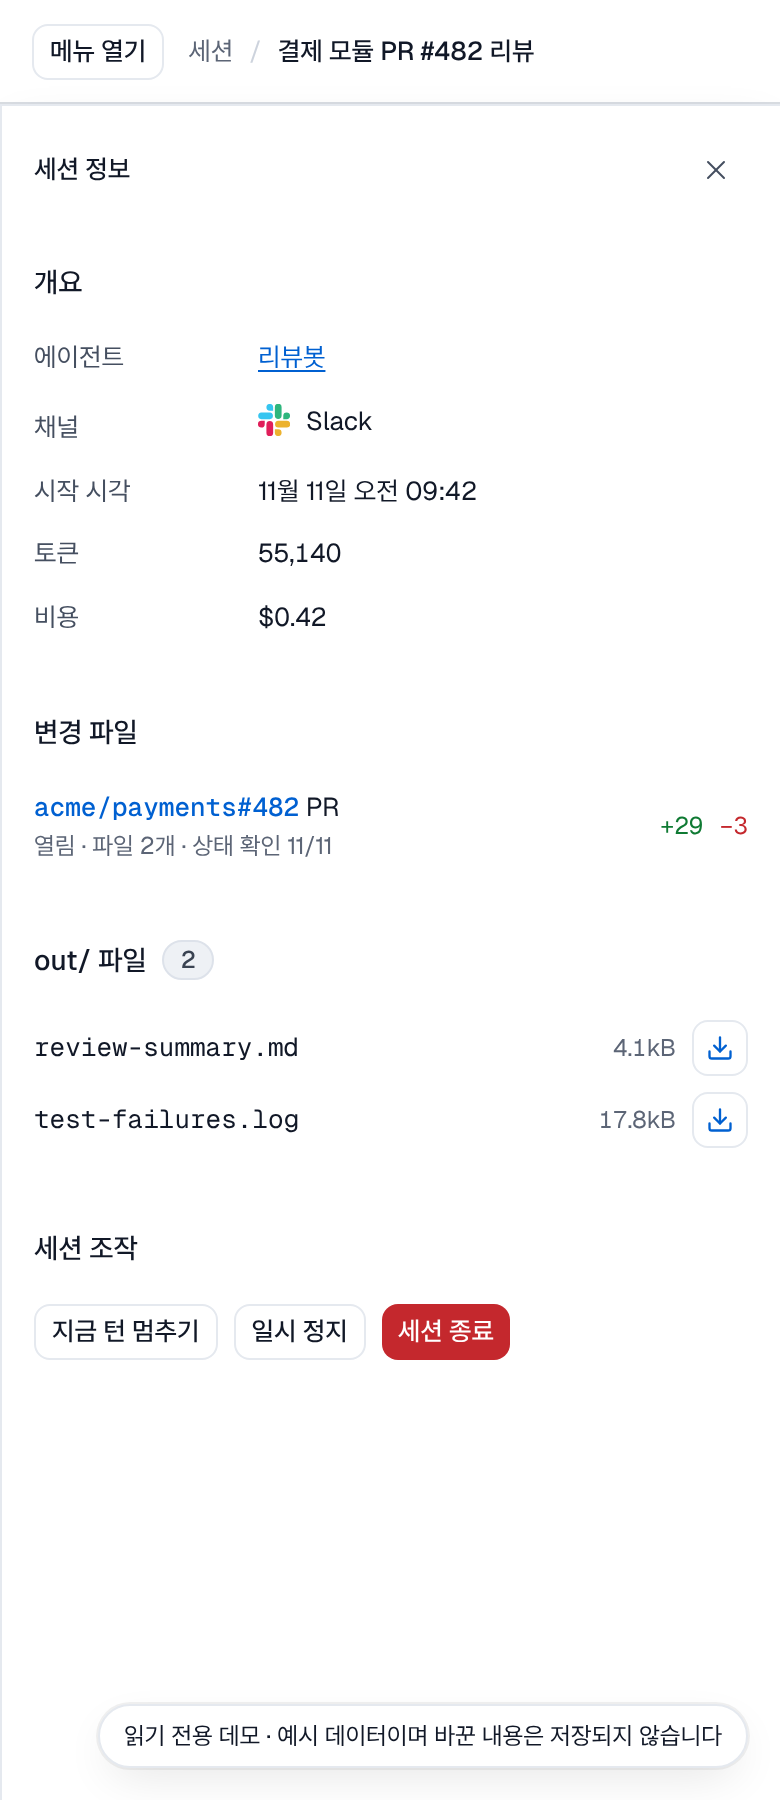 메뉴 열기 세션 / 결제 모듈 PR #482 리뷰
세션 정보
개요
에이전트 리뷰봇
채널 Slack
시작 시각 11월 11일 오전 09:42
토큰 55,140
비용 $0.42
변경 파일
acme/payments#482 PR
열림 · 파일 2개 · 상태 확인 11/11
+29 −3
out/ 파일 2
review-summary.md 4.1kB
test-failures.log 17.8kB
세션 조작
지금 턴 멈추기 일시 정지 세션 종료
읽기 전용 데모 · 예시 데이터이며 바꾼 내용은 저장되지 않습니다